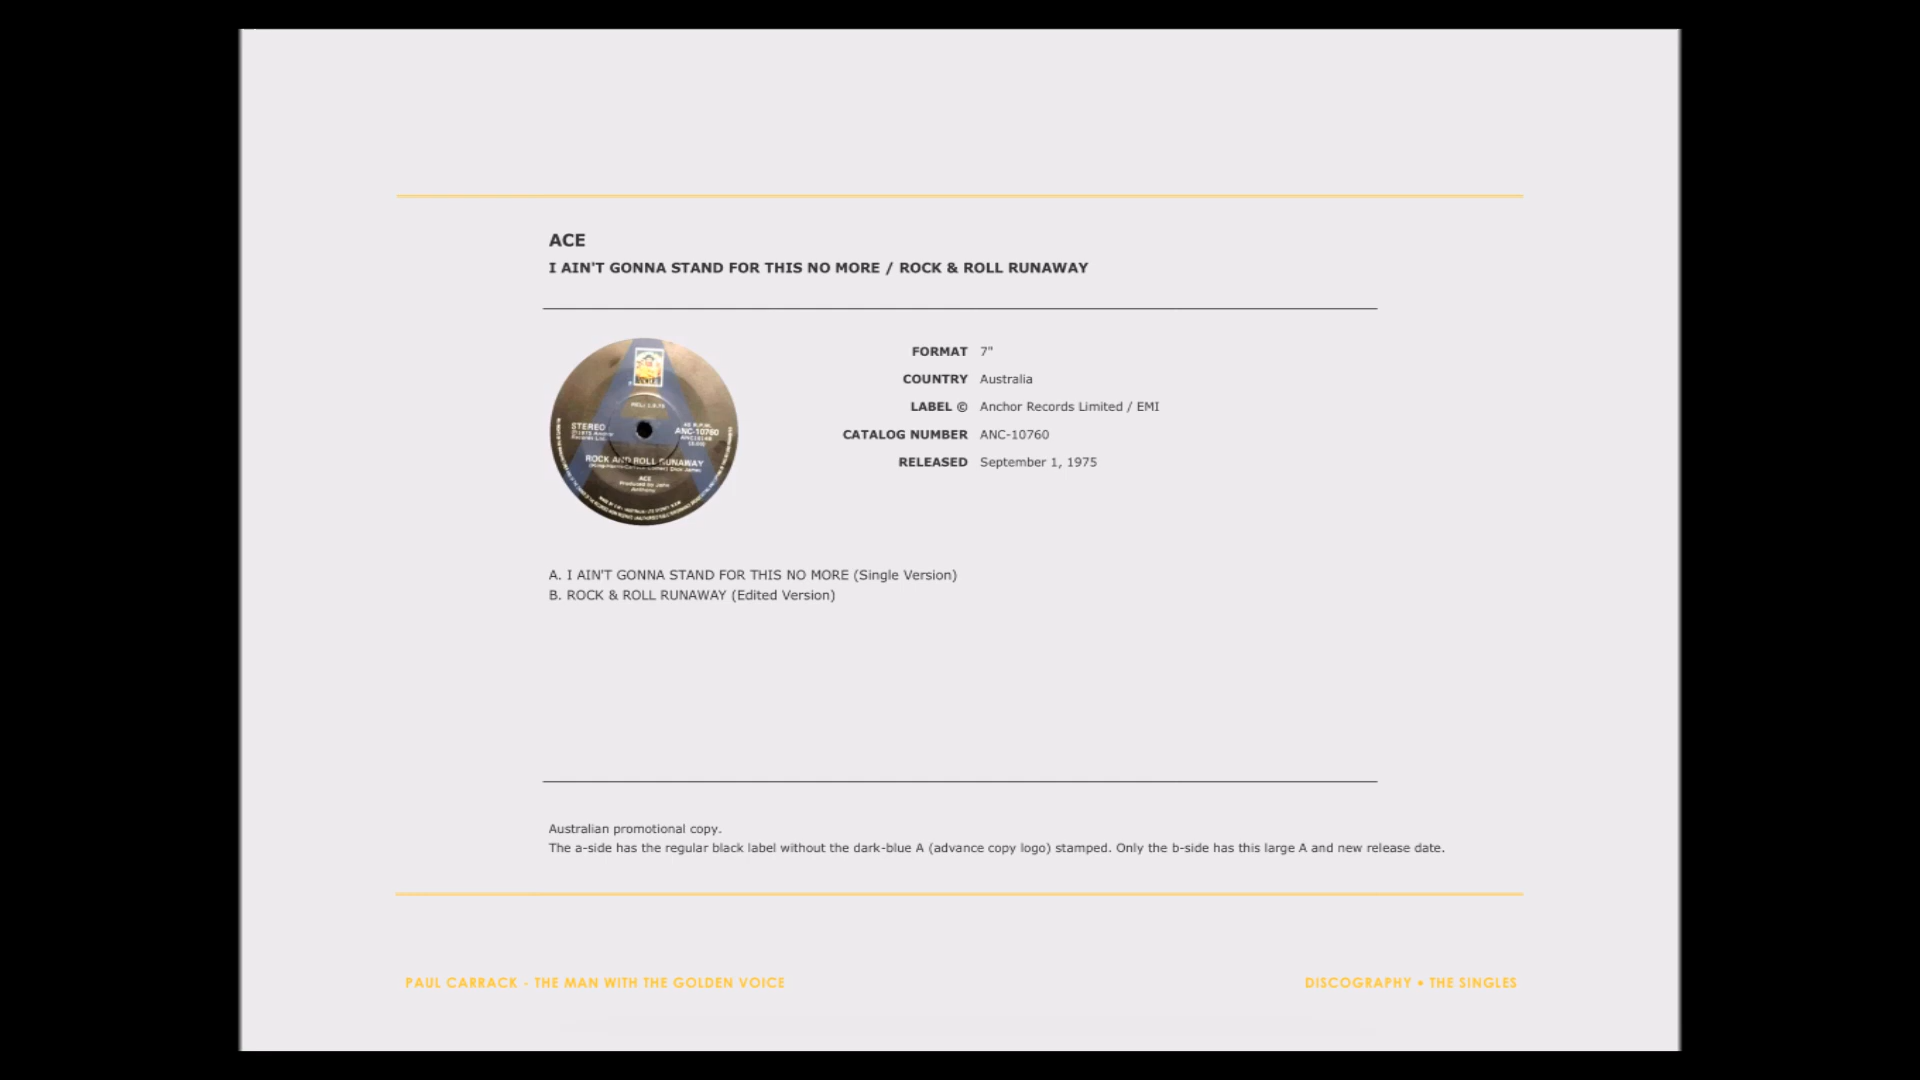 ACE
I AIN'T GONNA STAND FOR THIS NO MORE / ROCK & ROLL RUNAWAY
STEREO
ANC-10760
ROCK AND ROLL RUNAWAY
ACE
Produced by John
Anthony
FORMAT 7"
COUNTRY Australia
LABEL © Anchor Records Limited / EMI
CATALOG NUMBER ANC-10760
RELEASED September 1, 1975
A. I AIN'T GONNA STAND FOR THIS NO MORE (Single Version)
B. ROCK & ROLL RUNAWAY (Edited Version)
Australian promotional copy.
The a-side has the regular black label without the dark-blue A (advance copy logo) stamped. Only the b-side has this large A and new release date.
PAUL CARRACK - THE MAN WITH THE GOLDEN VOICE
DISCOGRAPHY • THE SINGLES